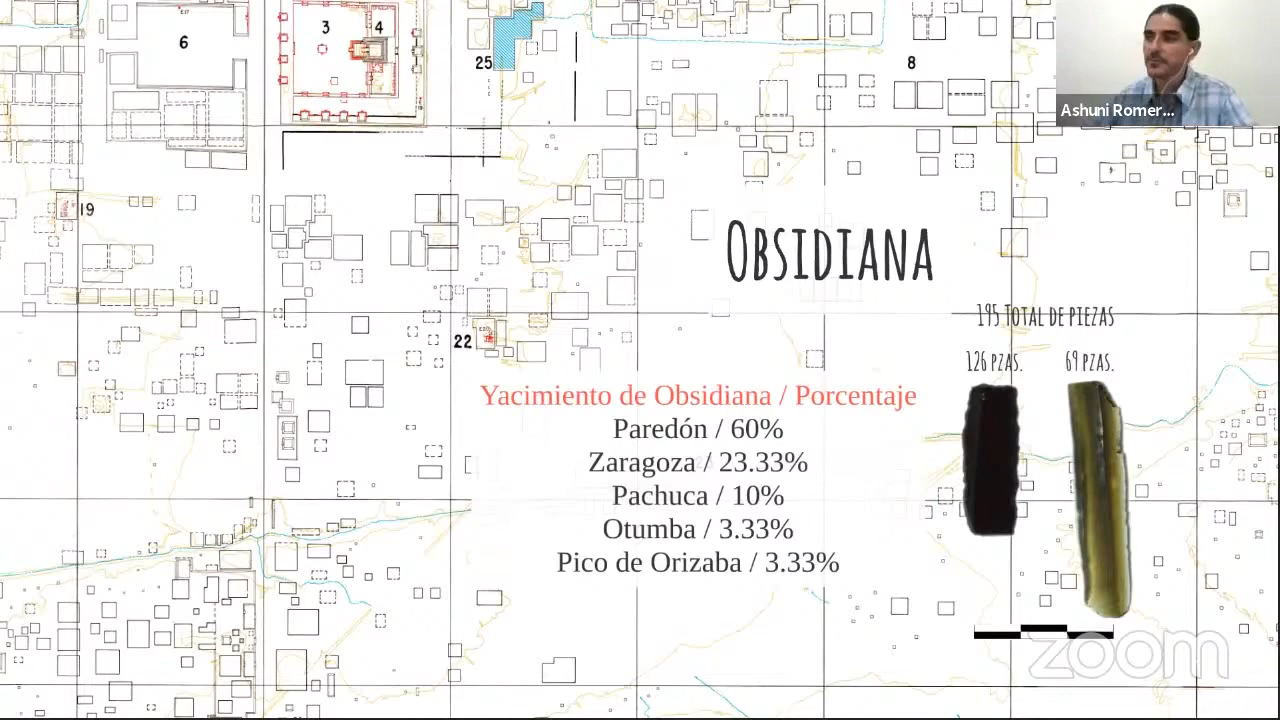 6
3
4
25
8
Ashuni Romer...
19
OBSIDIANA
195 TOTAL DE PIEZAS
126 PZAS.
69 PZAS.
22
Yacimiento de Obsidiana / Porcentaje
Paredón / 60%
Zaragoza / 23.33%
Pachuca / 10%
Otumba / 3.33%
Pico de Orizaba / 3.33%
zoom